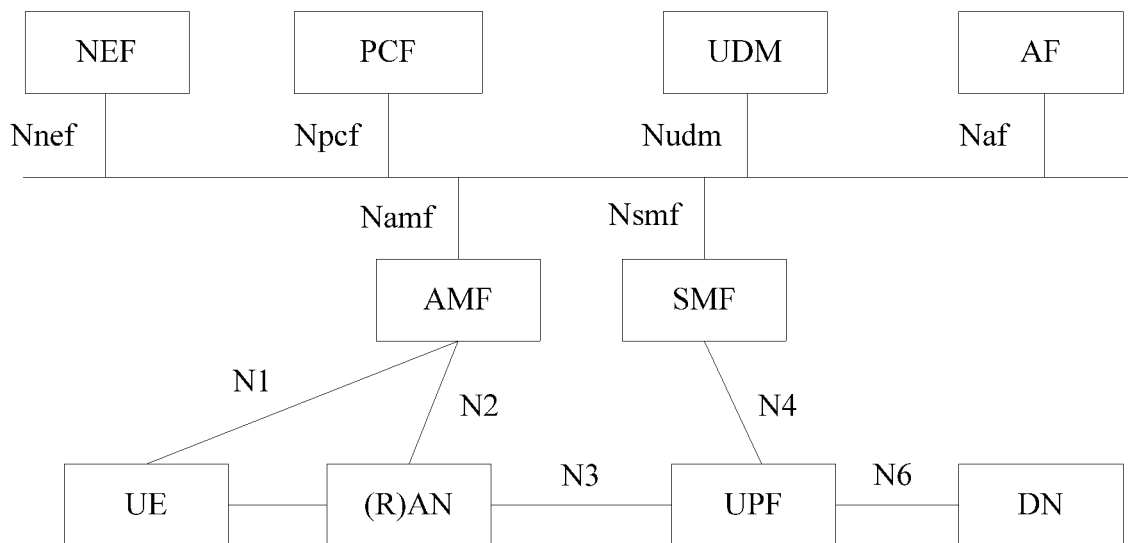 NEF PCF UDM AF
Nnef Npcf Nudm Naf
Namf Nsmf
AMF SMF
N1
N2 N4
N3 N6
UE (R)AN UPF DN